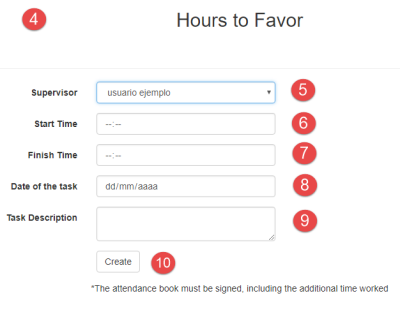 4 Hours to Favor
Supervisor usuario ejemplo 5
Start Time --:-- 6
Finish Time --:-- 7
Date of the task dd/mm/aaaa 8
Task Description 9
Create 10
*The attendance book must be signed, including the additional time worked